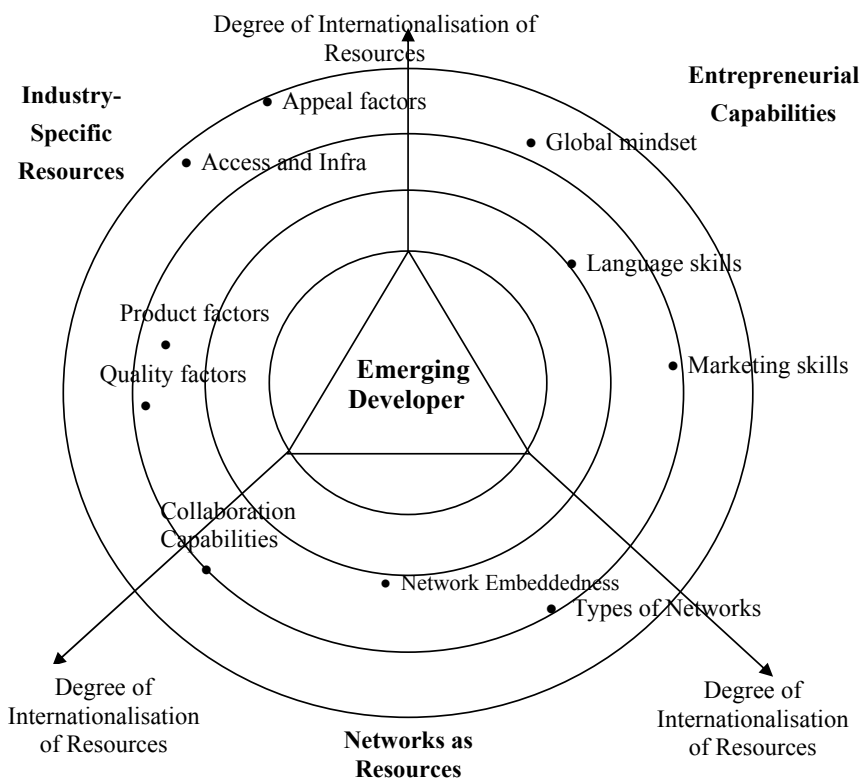 Degree of Internationalisation of
Resources
Industry-
Specific
Resources
Entrepreneurial
Capabilities
Appeal factors
Global mindset
Access and Infra
Language skills
Product factors
Marketing skills
Quality factors
Emerging
Developer
Collaboration
Capabilities
Network Embeddedness
Types of Networks
Degree of
Internationalisation
of Resources
Networks as
Resources
Degree of
Internationalisation
of Resources